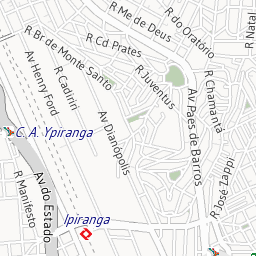 R Me de Deus
R do Oratório
R Natal
R Cd Prates
R Br de Monte Santo
R Juventus
R Chamantá
Av Henry Ford
R Cadiriri
Av Paes de Barros
Av Dianópolis
C. A. Ypiranga
R José Zappi
R Manifesto
Av do Estado
Ipiranga